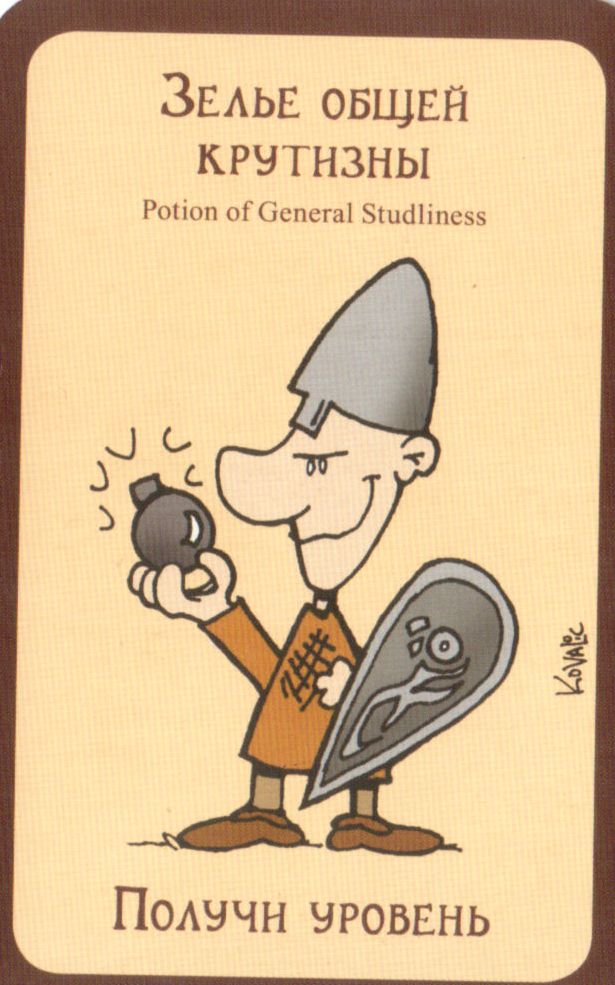 Зелье общей
крутизны
Potion of General Studliness
Kovalic
Получи уровень